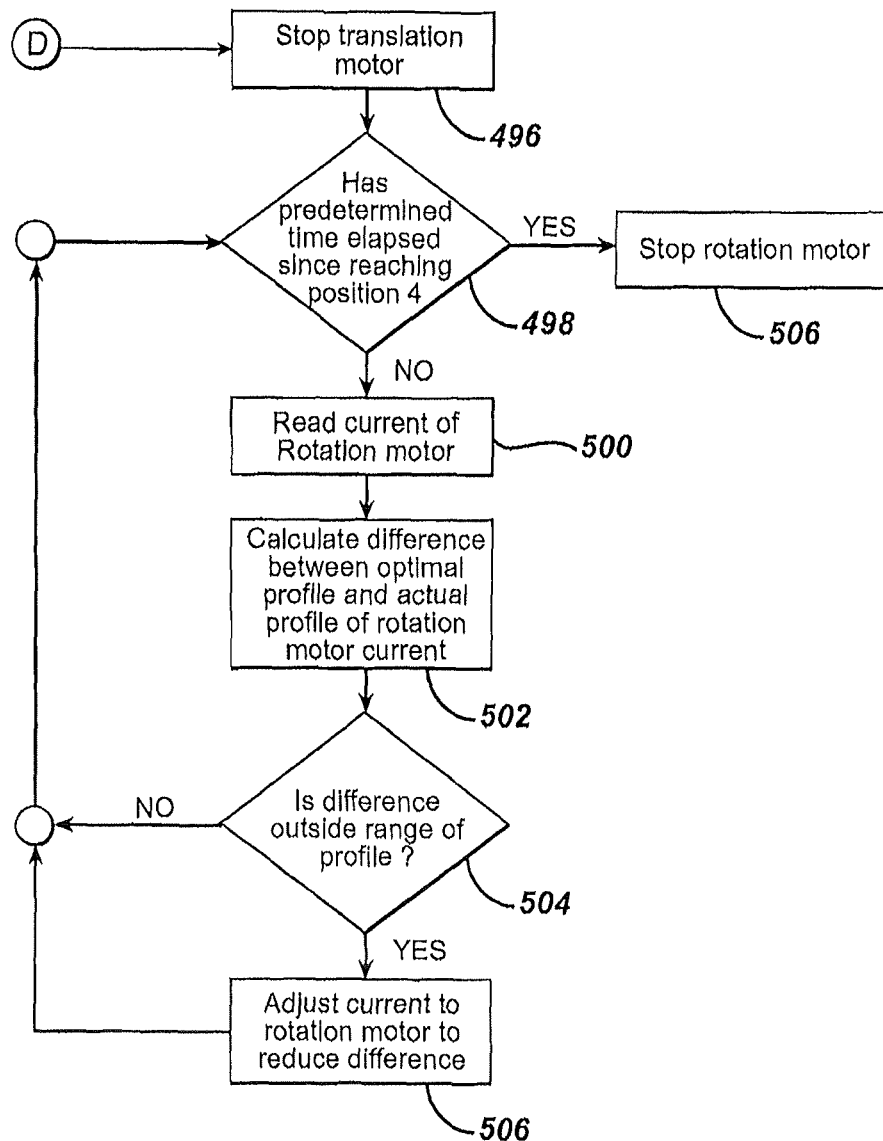 D
Stop translation
motor
496
Has
predetermined
time elapsed
since reaching
position 4
YES
Stop rotation motor
498
506
NO
Read current of
Rotation motor
500
Calculate difference
between optimal
profile and actual
profile of rotation
motor current
502
NO
Is difference
outside range of
profile ?
504
YES
Adjust current to
rotation motor to
reduce difference
506